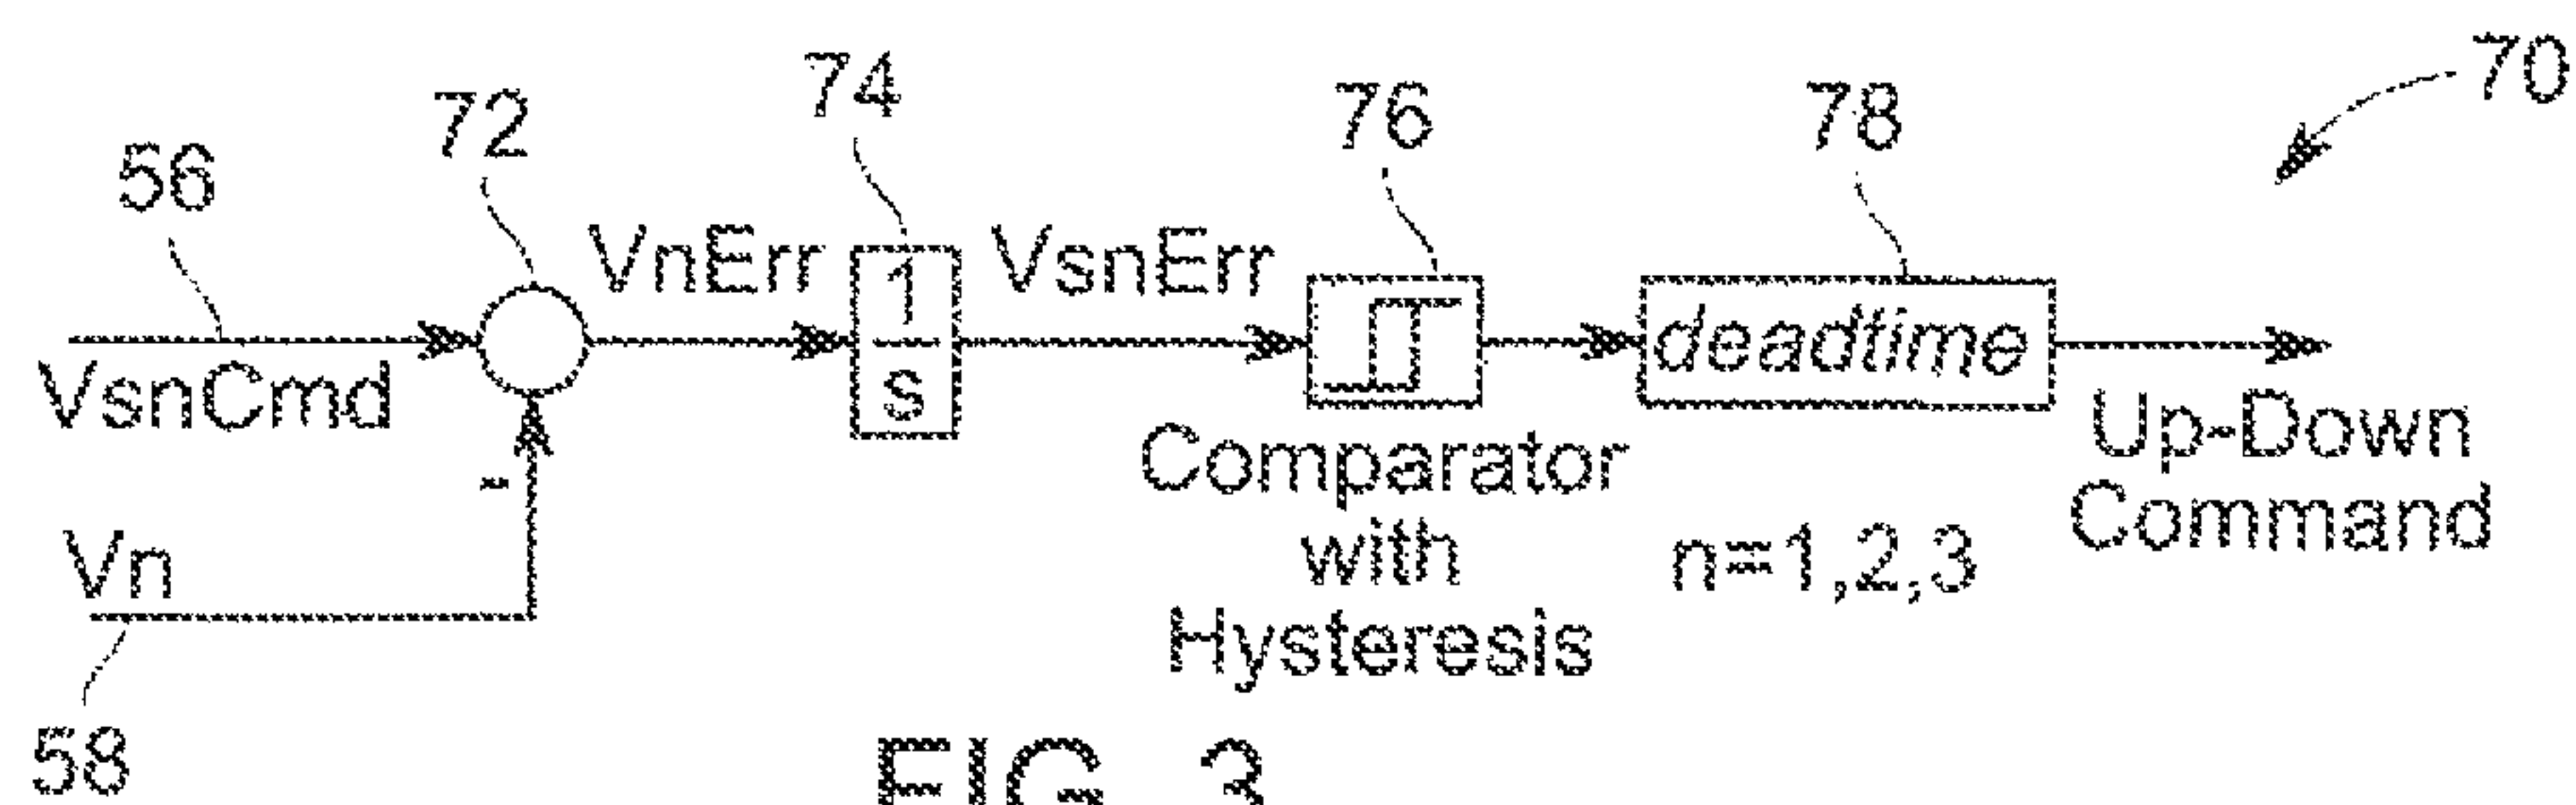 70
74
76
78
72
56
VnErr
1
s
VsnErr
deadtime
VsnCmd
-
Up-Down
Command
Comparator
with
Hysteresis
n=1,2,3
Vn
58
FIG. 3